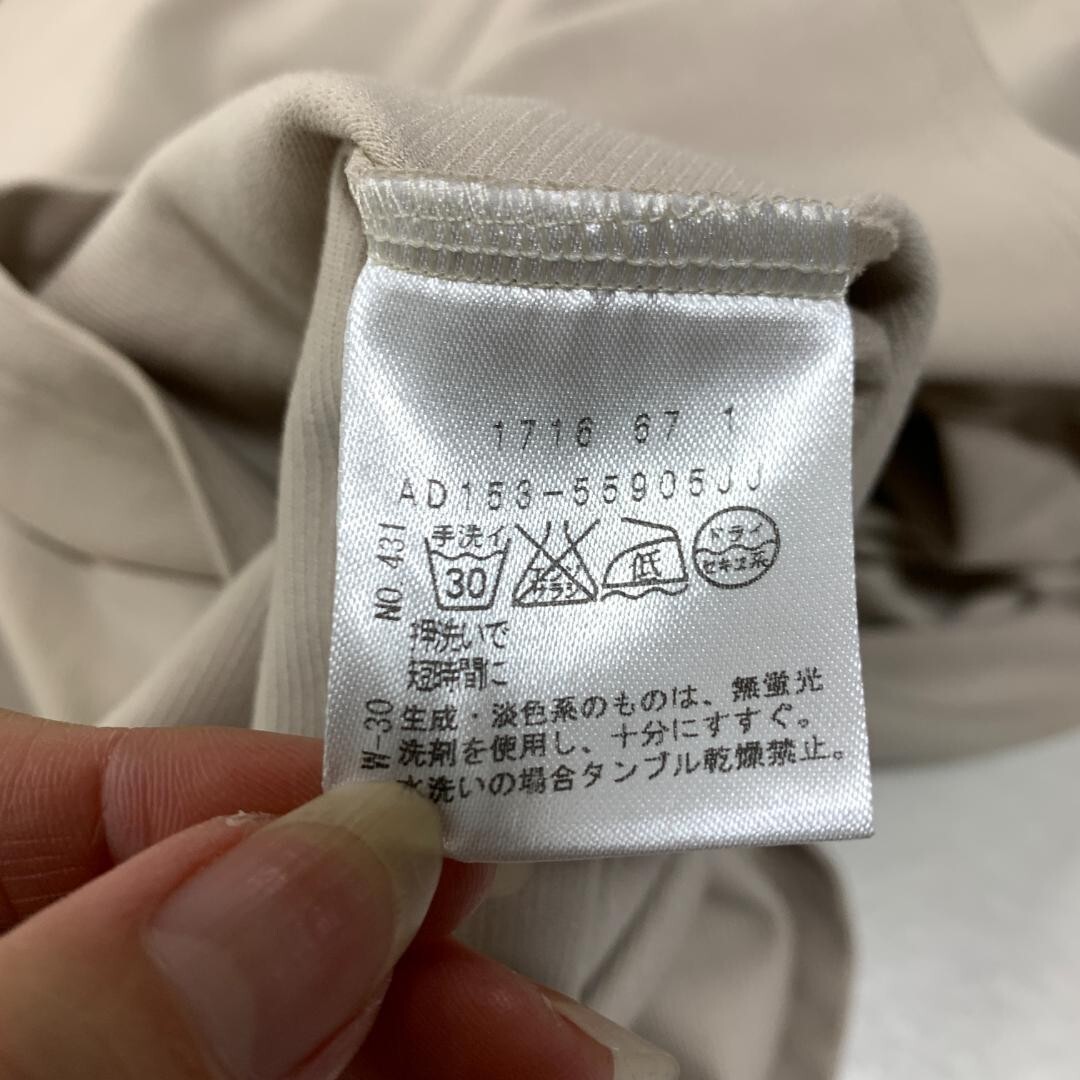 1716 67 1
AD153-55905JJ
NO.431
手洗イ
30
低
ドライ
セキユ系
押洗いで
短時間に
W-30
生成・淡色系のものは、無蛍光
洗剤を使用し、十分にすすぐ。
水洗いの場合タンブル乾燥禁止。